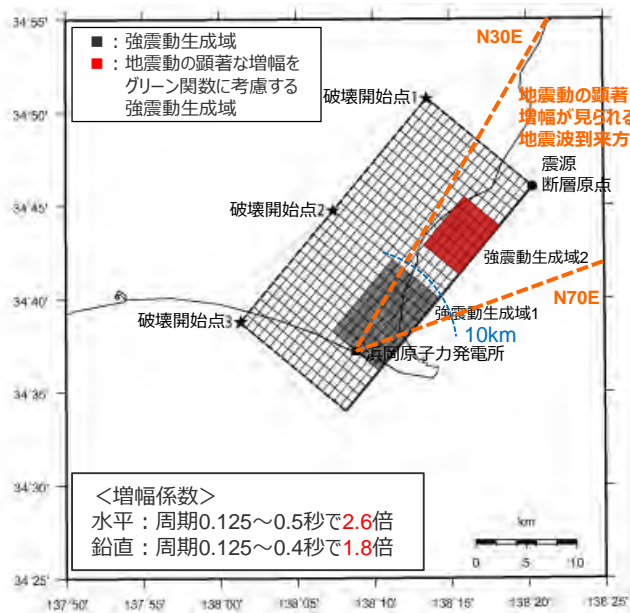 34°55'
34°50'
34°45'
34°40'
34°35'
34°30'
34°25'
■：強震動生成域
■：地震動の顕著な増幅を
グリーン関数に考慮する
強震動生成域
N30E
破壊開始点1
地震動の顕著
増幅が見られる
地震波到来方
震源
断層原点
破壊開始点2
強震動生成域2
N70E
破壊開始点3
強震動生成域1
10km
浜岡原子力発電所
＜増幅係数＞
水平：周期0.125～0.5秒で2.6倍
鉛直：周期0.125～0.4秒で1.8倍
km
0 5 10
137°50' 137°55' 138°00' 138°05' 138°10' 138°15' 138°20' 138°25'